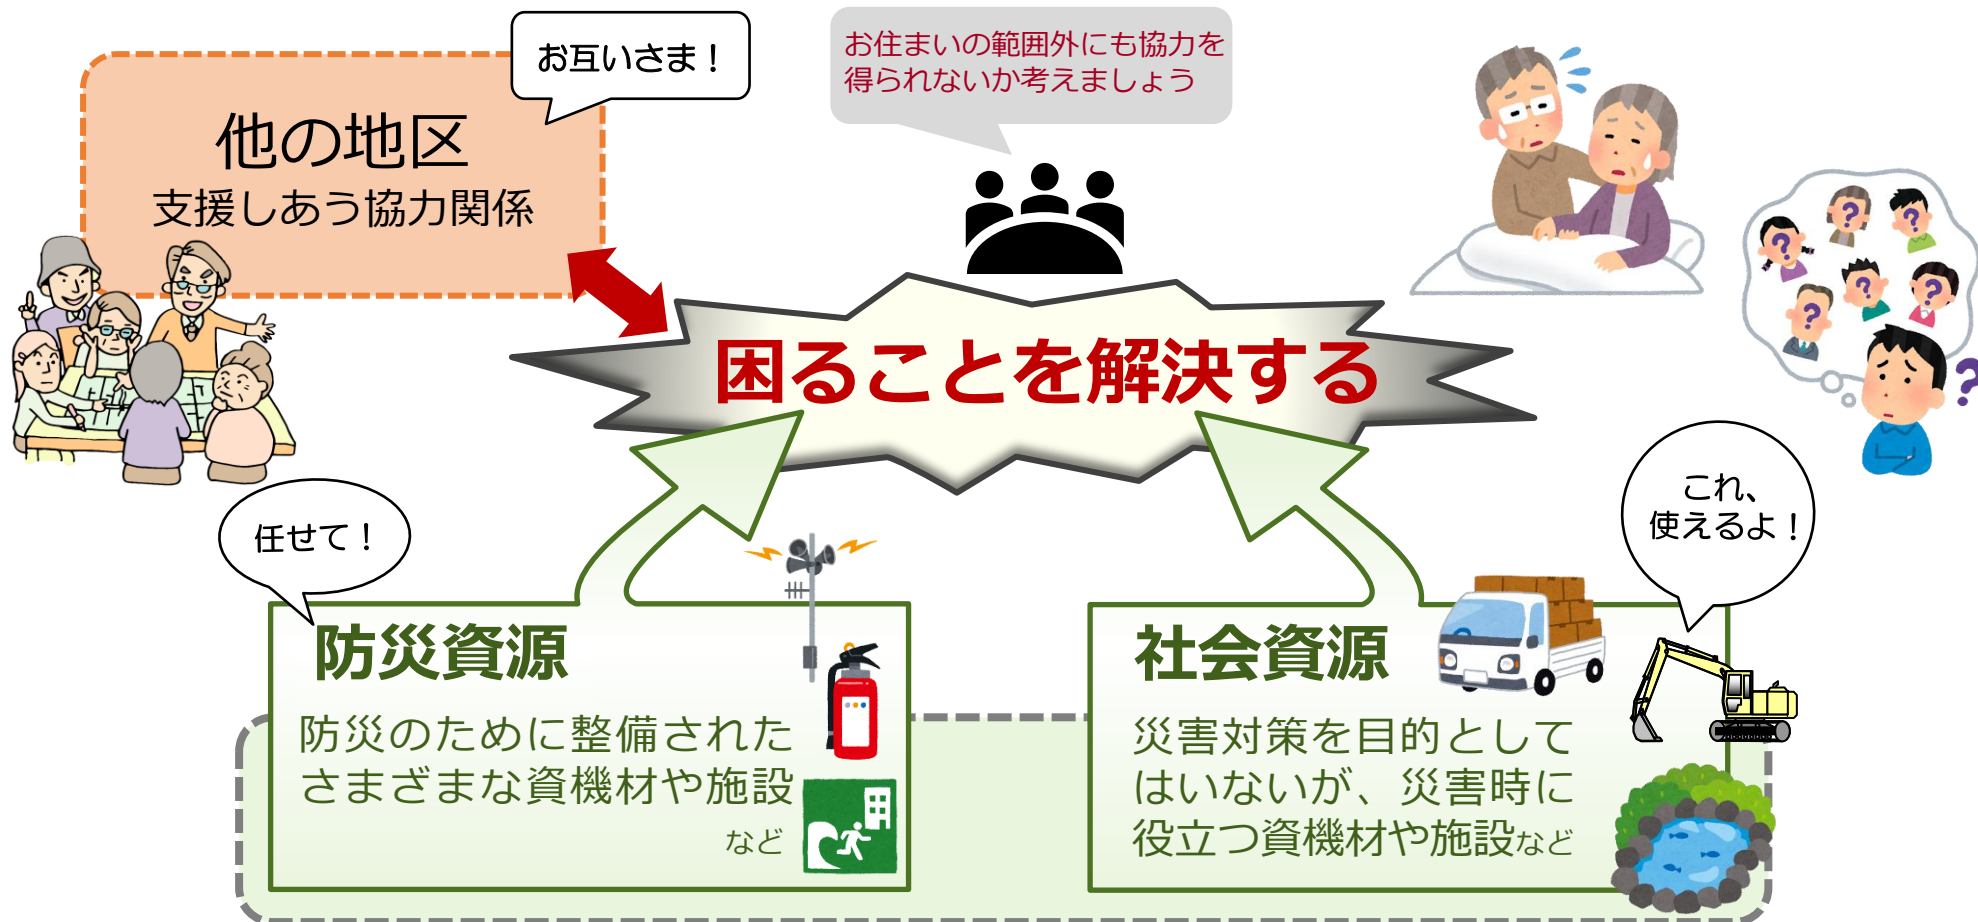 お互いさま！
お住まいの範囲外にも協力を
得られないか考えましょう
他の地区
支援しあう協力関係
？
？
？
？
？
？
？
困ることを解決する
任せて！
これ、
使えるよ！
防災資源
防災のために整備された
さまざまな資機材や施設
など
社会資源
災害対策を目的として
はいないが、災害時に
役立つ資機材や施設など